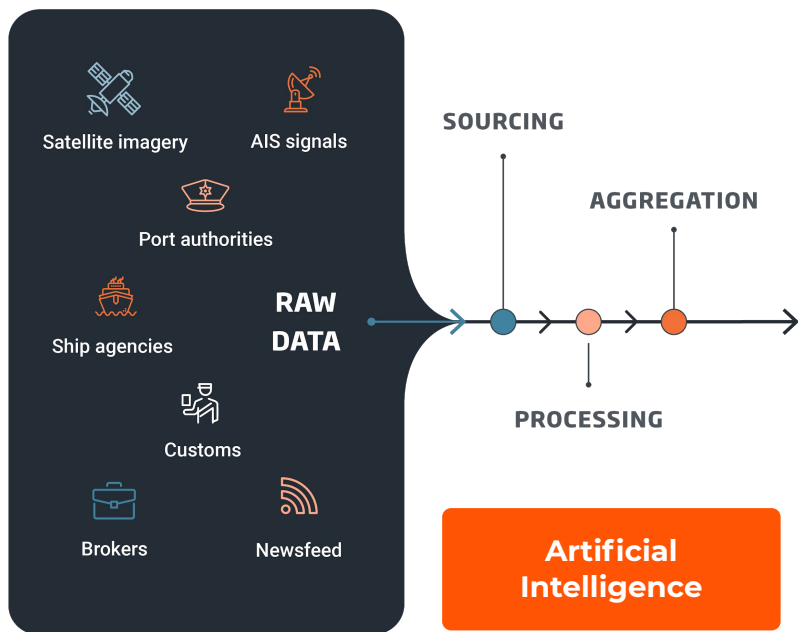 Satellite imagery
AIS signals
Port authorities
Ship agencies
RAW
DATA
Customs
Brokers
Newsfeed
SOURCING
AGGREGATION
PROCESSING
Artificial
Intelligence